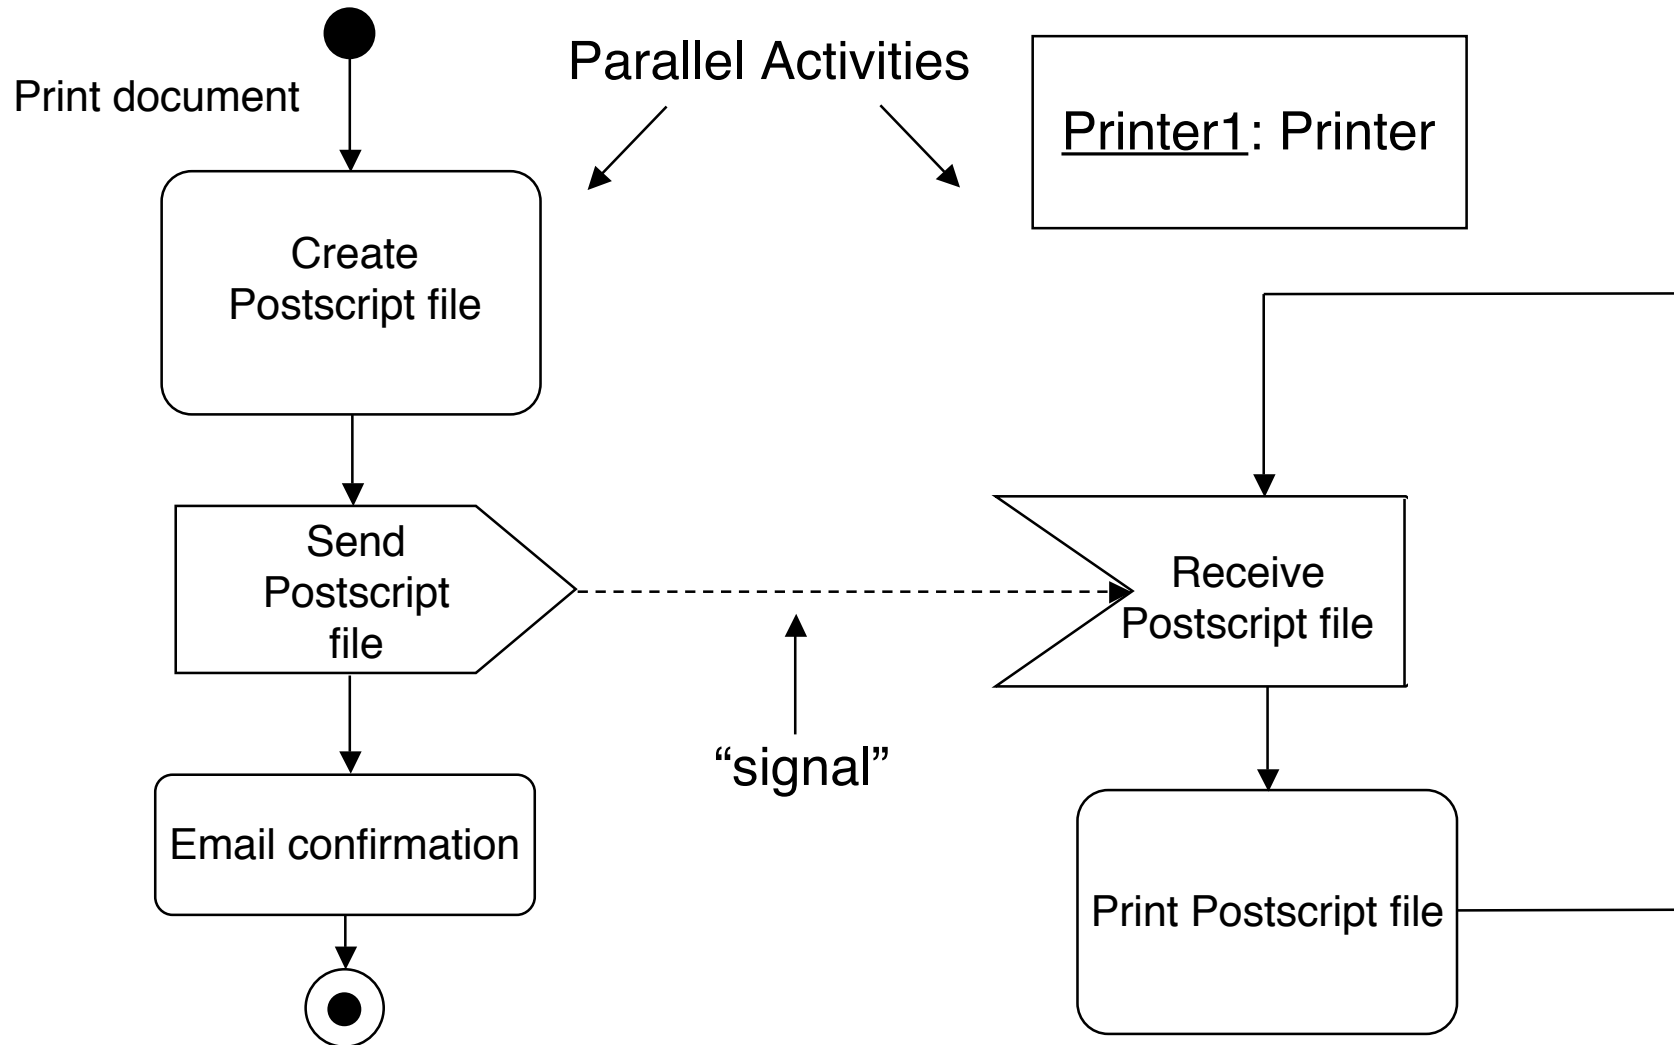 Parallel Activities
Print document
Printer1: Printer
Create
Postscript file
Send
Postscript
file
Receive
Postscript file
“signal”
Email confirmation
Print Postscript file